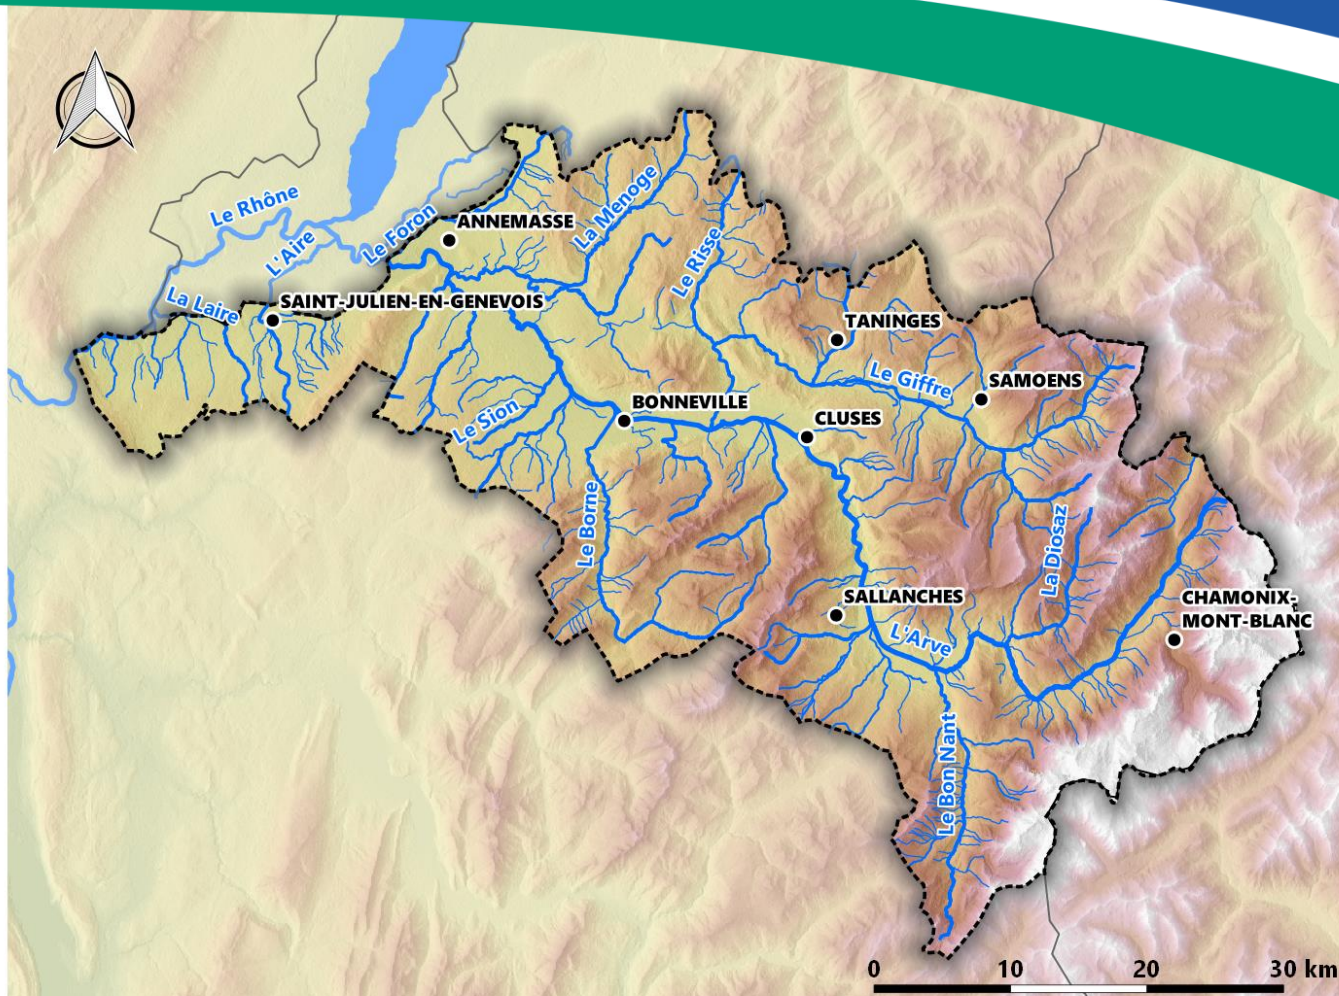 La Menoge
Le Rhône
ANNEMASSE
Le Foron
L'Aire
Le Risse
La Laire
SAINT-JULIEN-EN-GENEVOIS
TANINGES
Le Giffre
SAMOENS
BONNEVILLE
Le Sion
CLUSES
Le Borne
La Diosaz
SALLANCHES
CHAMONIX-
MONT-BLANC
L'Arve
Le Bon Nant
0 10 20 30 km